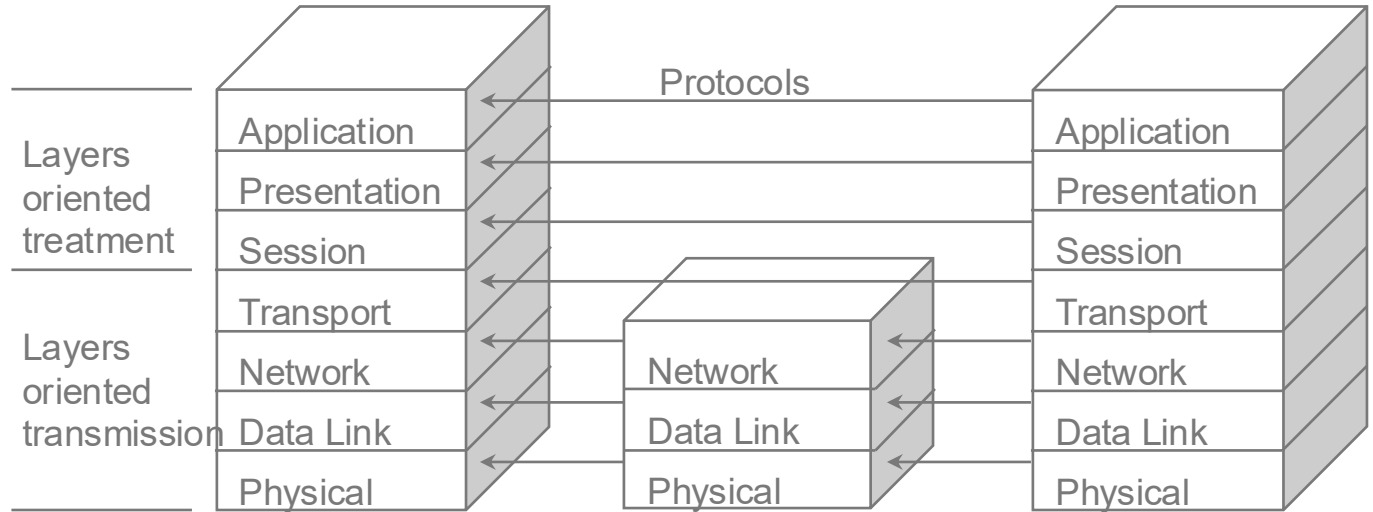 Protocols
Layers
oriented
treatment
Layers
oriented
transmission
Application
Presentation
Session
Transport
Network
Data Link
Physical
Network
Data Link
Physical
Application
Presentation
Session
Transport
Network
Data Link
Physical